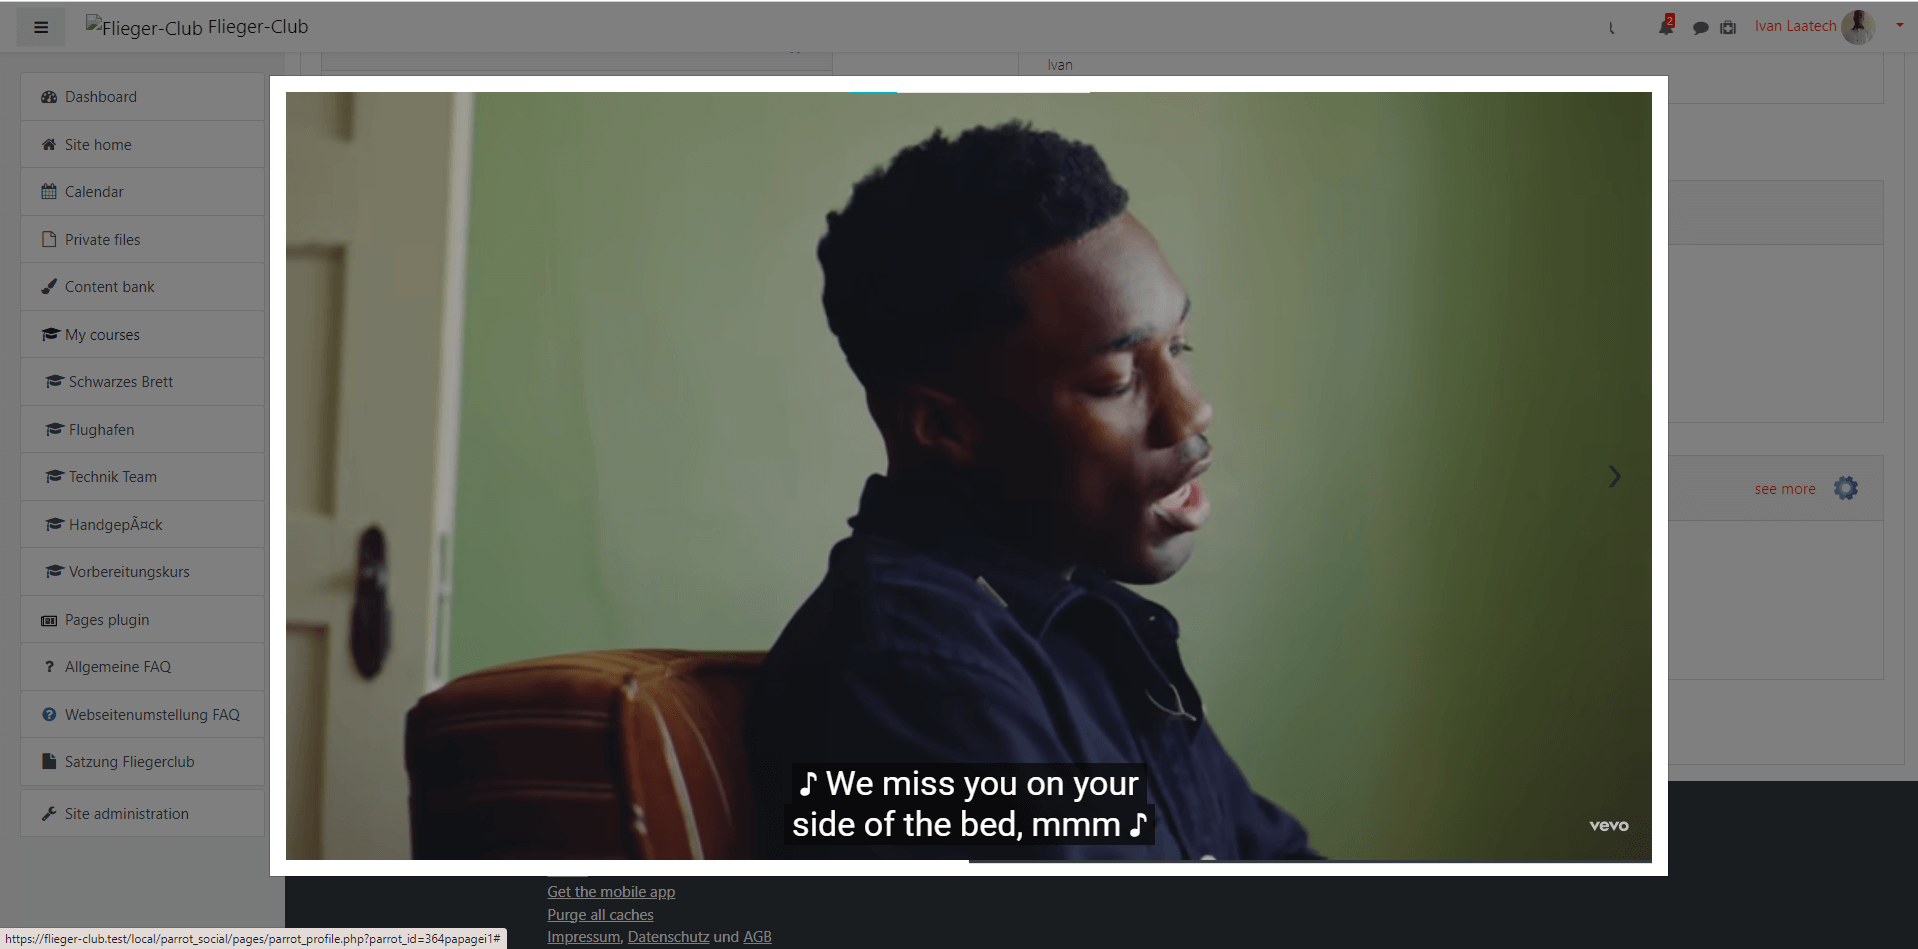 Flieger-Club Flieger-Club
2
Ivan Laatech
Ivan
Dashboard
Site home
Calendar
Private files
Content bank
My courses
Schwarzes Brett
Flughafen
Technik Team
HandgepÃ¤ck
Vorbereitungskurs
Pages plugin
Allgemeine FAQ
Webseitenumstellung FAQ
Satzung Fliegerclub
Site administration
see more
♪ We miss you on your
side of the bed, mmm ♪
vevo
Get the mobile app
Purge all caches
Impressum, Datenschutz und AGB
https://flieger-club.test/local/parrot_social/pages/parrot_profile.php?parrot_id=364papagei1#